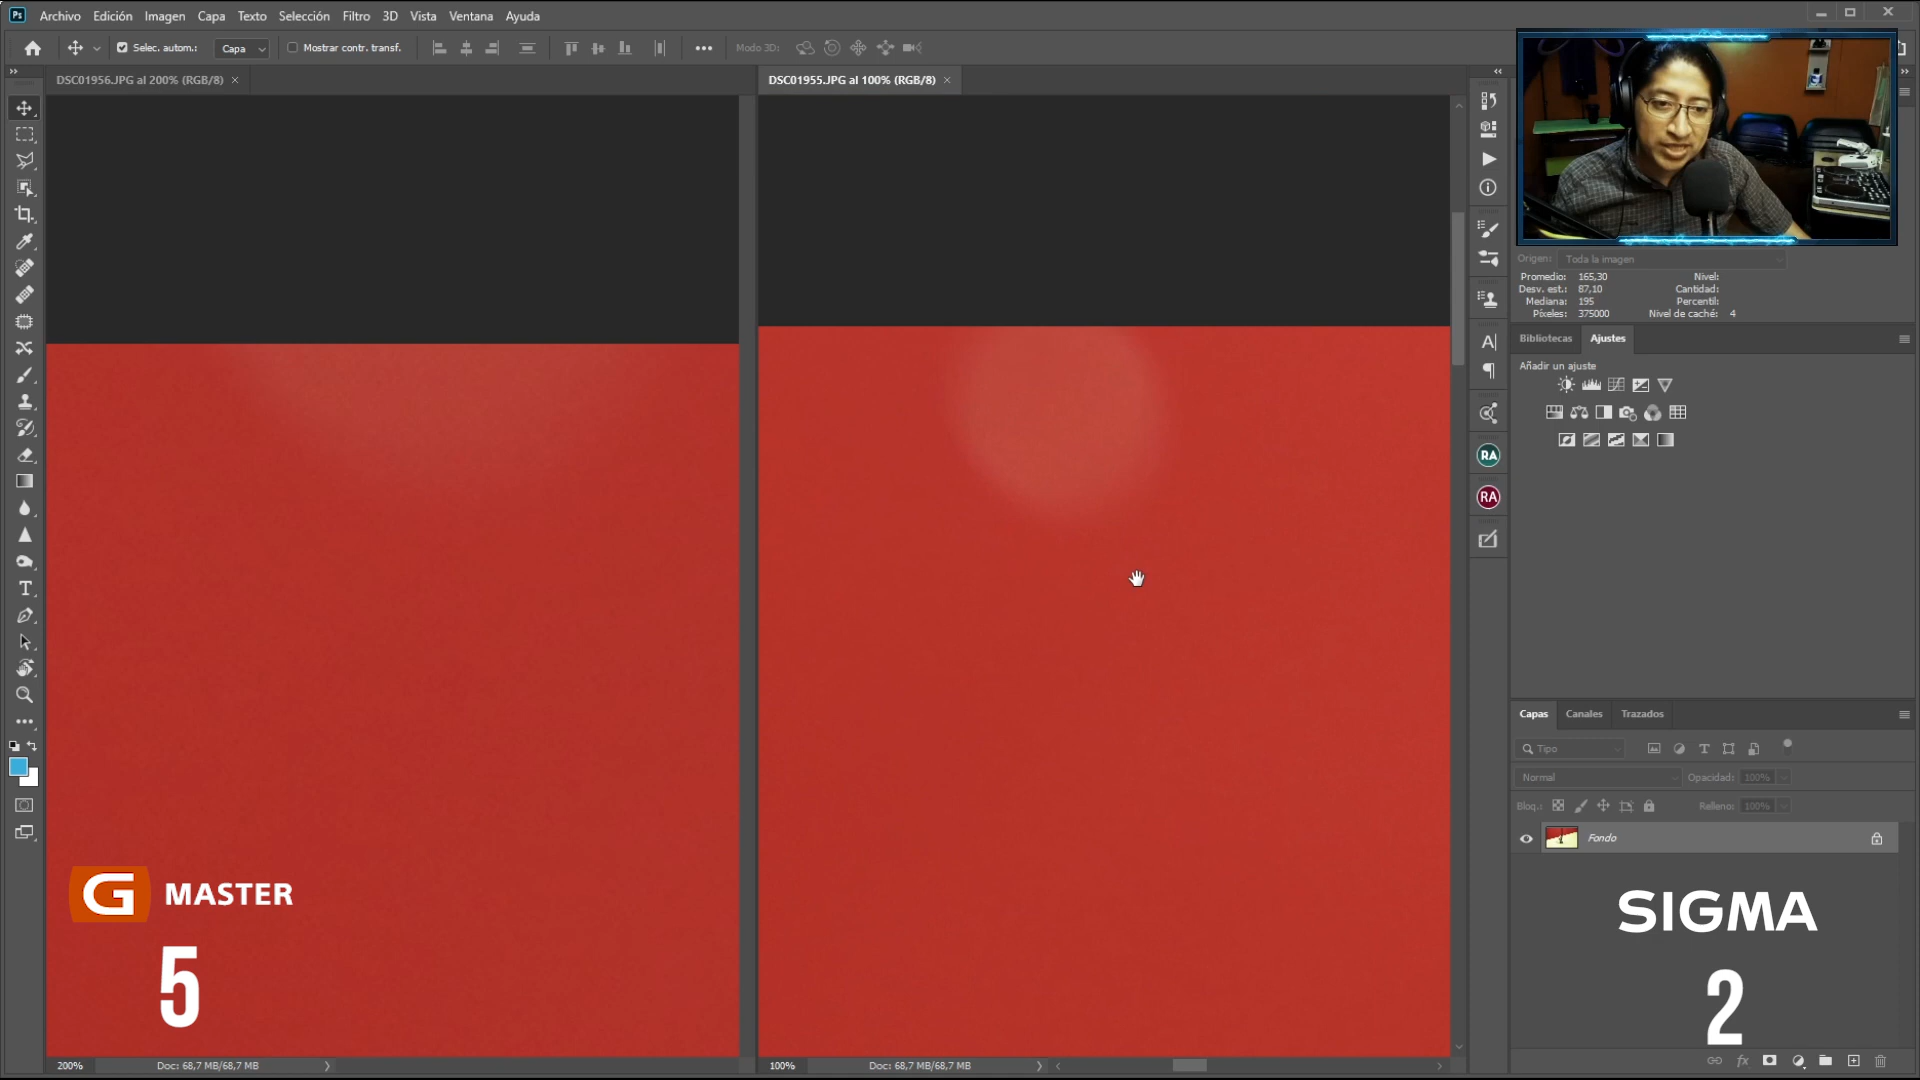 Ps Archivo Edición Imagen Capa Texto Selección Filtro 3D Vista Ventana Ayuda
Selec. autom.: Capa Mostrar contr. transf. Modo 3D:
DSC01956.JPG al 200% (RGB/8) DSC01955.JPG al 100% (RGB/8)
Origen: Toda la imagen
Promedio: 165,30 Nivel:
Desv. est.: 87,10 Cantidad:
Mediana: 195 Percentil:
Píxeles: 375000 Nivel de caché: 4
Bibliotecas Ajustes
Añadir un ajuste
RA
RA
Capas Canales Trazados
Tipo
Normal Opacidad: 100%
Bloq.: Relleno: 100%
Fondo
G MASTER
5
SIGMA
2
200% Doc: 68,7 MB/68,7 MB 100% Doc: 68,7 MB/68,7 MB